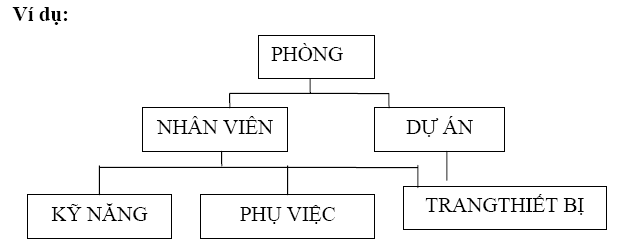 Ví dụ:
PHÒNG
NHÂN VIÊN
DỰ ÁN
KỸ NĂNG
PHỤ VIỆC
TRANGTHIẾT BỊ